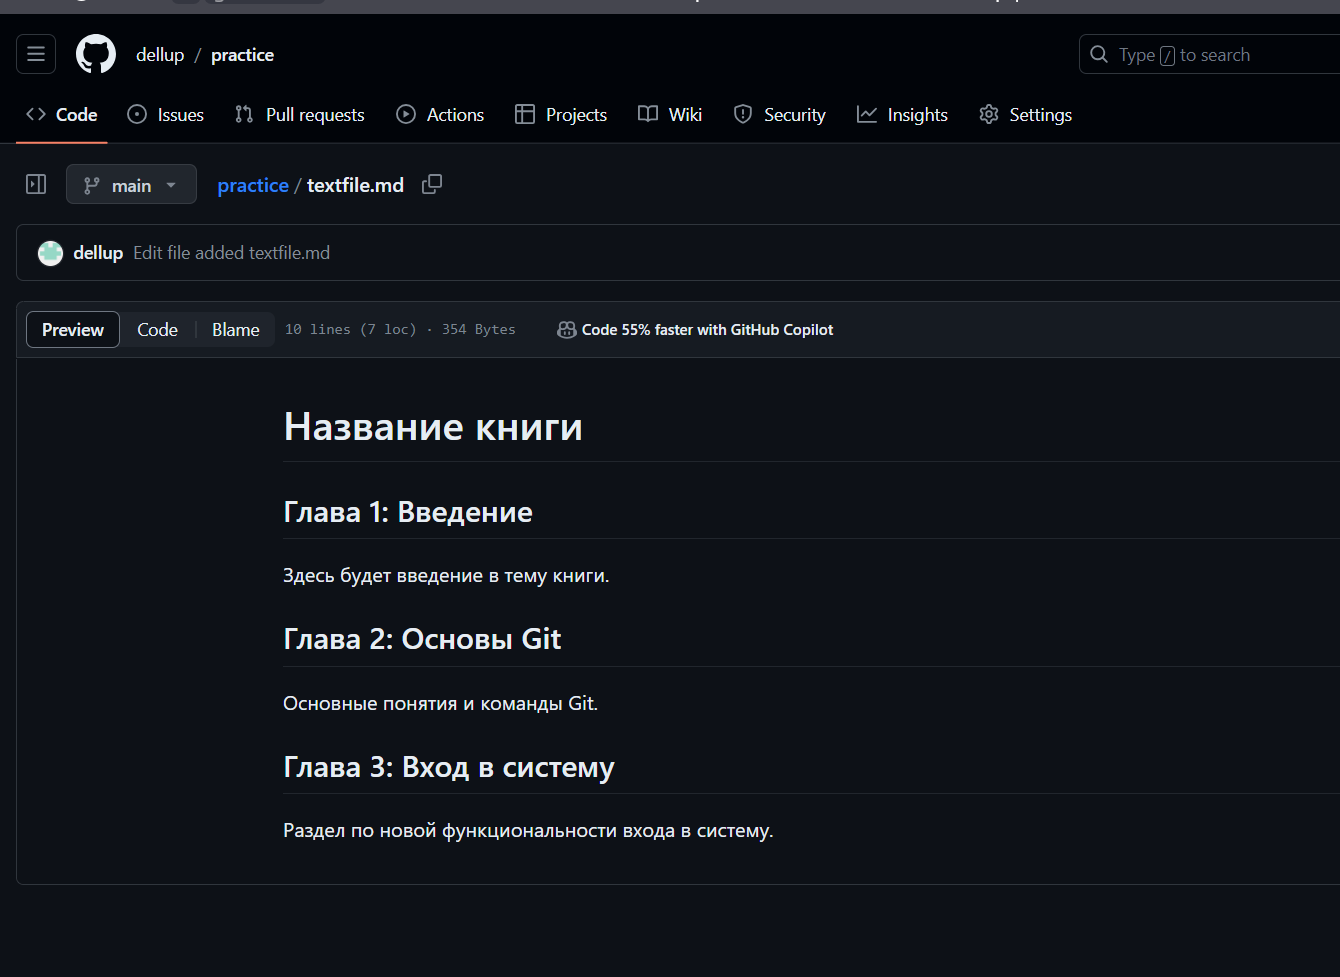 dellup / practice
Type / to search
Code Issues Pull requests Actions Projects Wiki Security Insights Settings
main practice / textfile.md
dellup Edit file added textfile.md
Preview Code Blame 10 lines (7 loc) · 354 Bytes Code 55% faster with GitHub Copilot
Название книги
Глава 1: Введение
Здесь будет введение в тему книги.
Глава 2: Основы Git
Основные понятия и команды Git.
Глава 3: Вход в систему
Раздел по новой функциональности входа в систему.